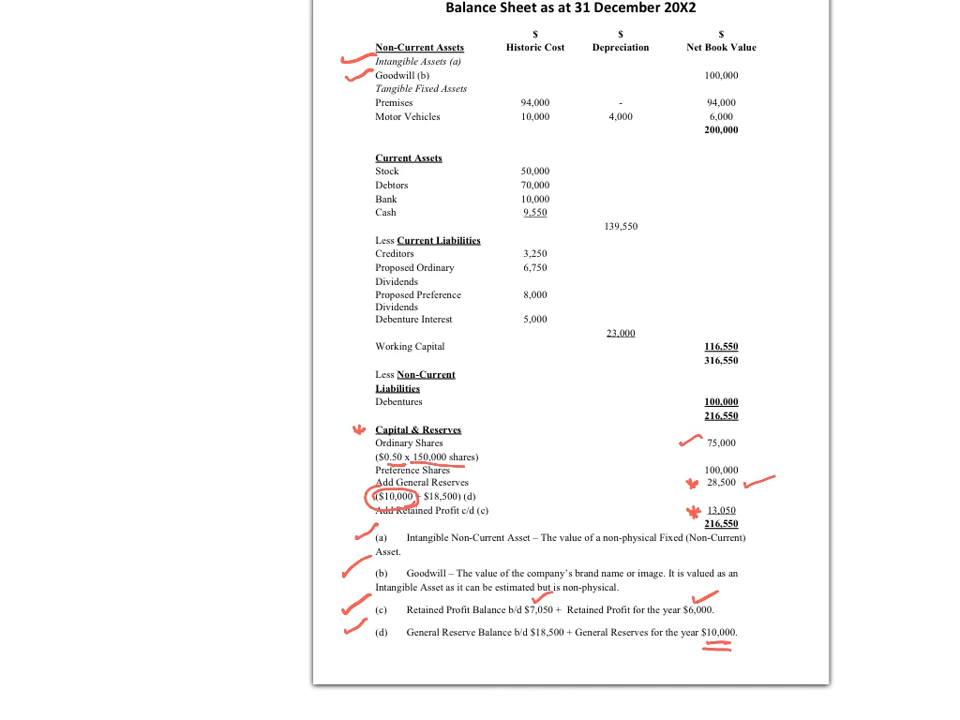 Balance Sheet as at 31 December 20X2
$ $ $
Non-Current Assets Historic Cost Depreciation Net Book Value
Intangible Assets (a)
Goodwill (b) 100,000
Tangible Fixed Assets
Premises 94,000 - 94,000
Motor Vehicles 10,000 4,000 6,000
200,000
Current Assets
Stock 50,000
Debtors 70,000
Bank 10,000
Cash 9,550
139,550
Less Current Liabilities
Creditors 3,250
Proposed Ordinary 6,750
Dividends
Proposed Preference 8,000
Dividends
Debenture Interest 5,000
23,000
Working Capital 116,550
316,550
Less Non-Current
Liabilities
Debentures 100,000
216,550
Capital & Reserves
Ordinary Shares 75,000
($0.50 x 150,000 shares)
Preference Shares 100,000
Add General Reserves 28,500
($10,000 + $18,500) (d)
Add Retained Profit c/d (c) 13,050
216,550
(a) Intangible Non-Current Asset – The value of a non-physical Fixed (Non-Current)
Asset.
(b) Goodwill – The value of the company's brand name or image. It is valued as an
Intangible Asset as it can be estimated but is non-physical.
(c) Retained Profit Balance b/d $7,050 + Retained Profit for the year $6,000.
(d) General Reserve Balance b/d $18,500 + General Reserves for the year $10,000.